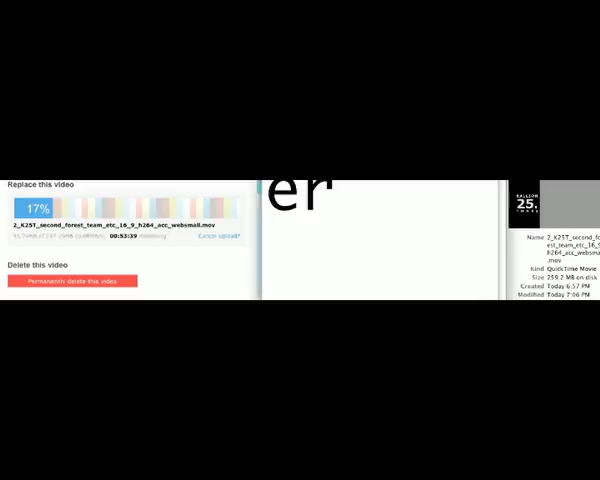 Replace this video
17%
2_K25T_second_forest_team_etc_16_9_h264_acc_websmall.mov
00:53:39 remaining
Cancel upload?
Delete this video
Permanently delete this video
er
25.
Name 2_K25T_second_fo
est_team_etc_16_9
h264_acc_websma
.mov
Kind QuickTime Movie
Size 259.2 MB on disk
Created Today 6:57 PM
Modified Today 7:06 PM